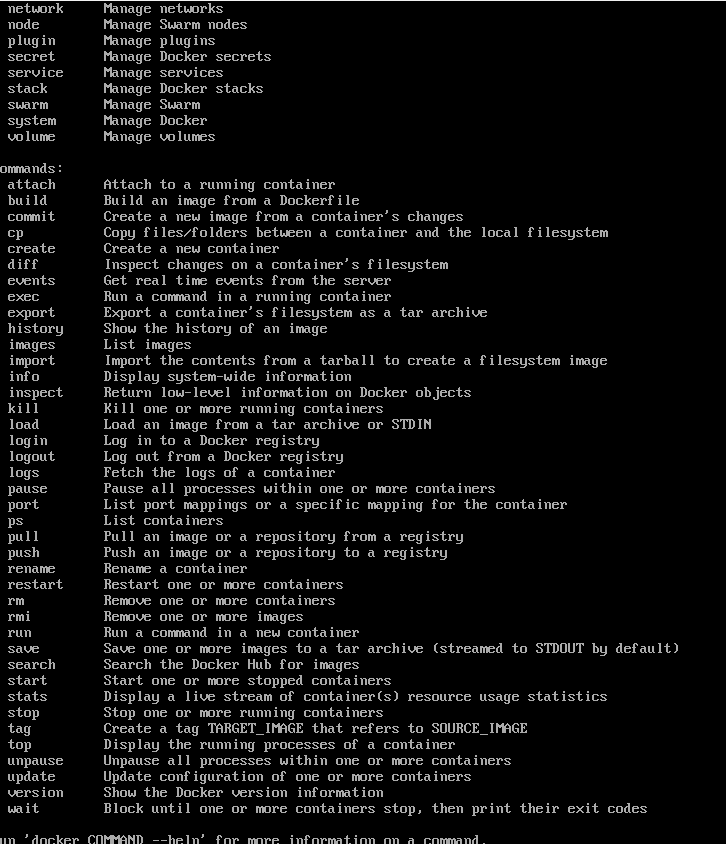 network     Manage networks
node        Manage Swarm nodes
plugin      Manage plugins
secret      Manage Docker secrets
service     Manage services
stack       Manage Docker stacks
swarm       Manage Swarm
system      Manage Docker
volume      Manage volumes
ommands:
attach      Attach to a running container
build       Build an image from a Dockerfile
commit      Create a new image from a container's changes
cp          Copy files/folders between a container and the local filesystem
create      Create a new container
diff        Inspect changes on a container's filesystem
events      Get real time events from the server
exec        Run a command in a running container
export      Export a container's filesystem as a tar archive
history     Show the history of an image
images      List images
import      Import the contents from a tarball to create a filesystem image
info        Display system-wide information
inspect     Return low-level information on Docker objects
kill        Kill one or more running containers
load        Load an image from a tar archive or STDIN
login       Log in to a Docker registry
logout      Log out from a Docker registry
logs        Fetch the logs of a container
pause       Pause all processes within one or more containers
port        List port mappings or a specific mapping for the container
ps          List containers
pull        Pull an image or a repository from a registry
push        Push an image or a repository to a registry
rename      Rename a container
restart     Restart one or more containers
rm          Remove one or more containers
rmi         Remove one or more images
run         Run a command in a new container
save        Save one or more images to a tar archive (streamed to STDOUT by default)
search      Search the Docker Hub for images
start       Start one or more stopped containers
stats       Display a live stream of container(s) resource usage statistics
stop        Stop one or more running containers
tag         Create a tag TARGET_IMAGE that refers to SOURCE_IMAGE
top         Display the running processes of a container
unpause     Unpause all processes within one or more containers
update      Update configuration of one or more containers
version     Show the Docker version information
wait        Block until one or more containers stop, then print their exit codes
un 'docker COMMAND --help' for more information on a command.